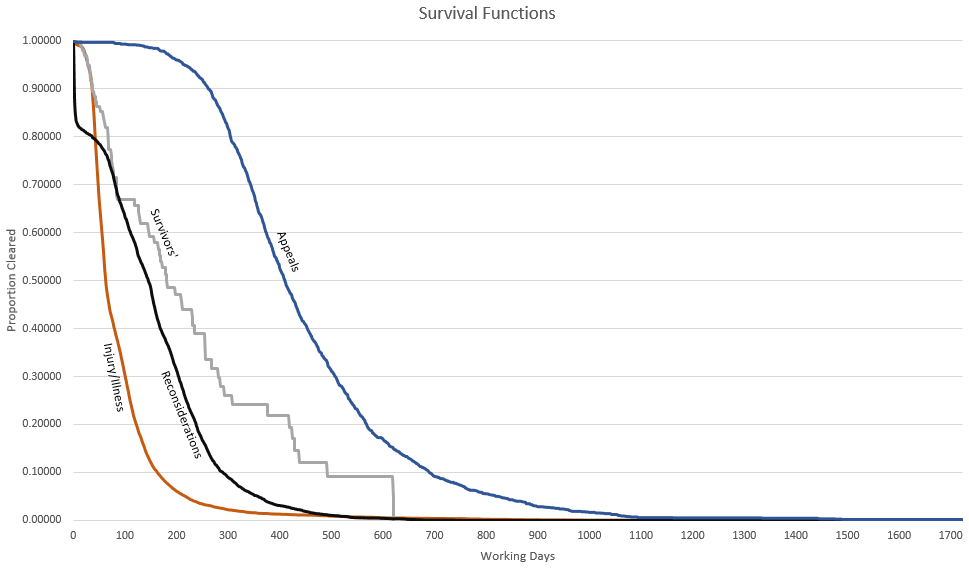 Survival Functions
1.00000
0.90000
0.80000
0.70000
0.60000
0.50000
0.40000
0.30000
0.20000
0.10000
0.00000
Proportion Cleared
Survivors'
Appeals
Injury/Illness
Reconsiderations
0 100 200 300 400 500 600 700 800 900 1000 1100 1200 1300 1400 1500 1600 1700
Working Days